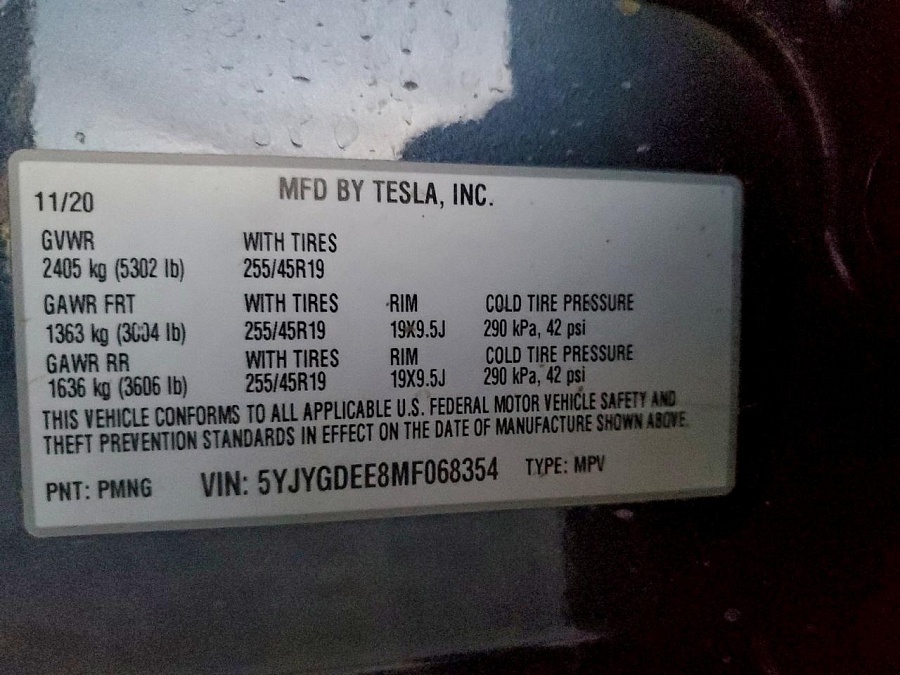 11/20 MFD BY TESLA, INC.
GVWR WITH TIRES
2405 kg (5302 lb) 255/45R19
GAWR FRT WITH TIRES RIM COLD TIRE PRESSURE
1363 kg (3004 lb) 255/45R19 19X9.5J 290 kPa, 42 psi
GAWR RR WITH TIRES RIM COLD TIRE PRESSURE
1636 kg (3606 lb) 255/45R19 19X9.5J 290 kPa, 42 psi
THIS VEHICLE CONFORMS TO ALL APPLICABLE U.S. FEDERAL MOTOR VEHICLE SAFETY AND
THEFT PREVENTION STANDARDS IN EFFECT ON THE DATE OF MANUFACTURE SHOWN ABOVE.
PNT: PMNG VIN: 5YJYGDEE8MF068354 TYPE: MPV